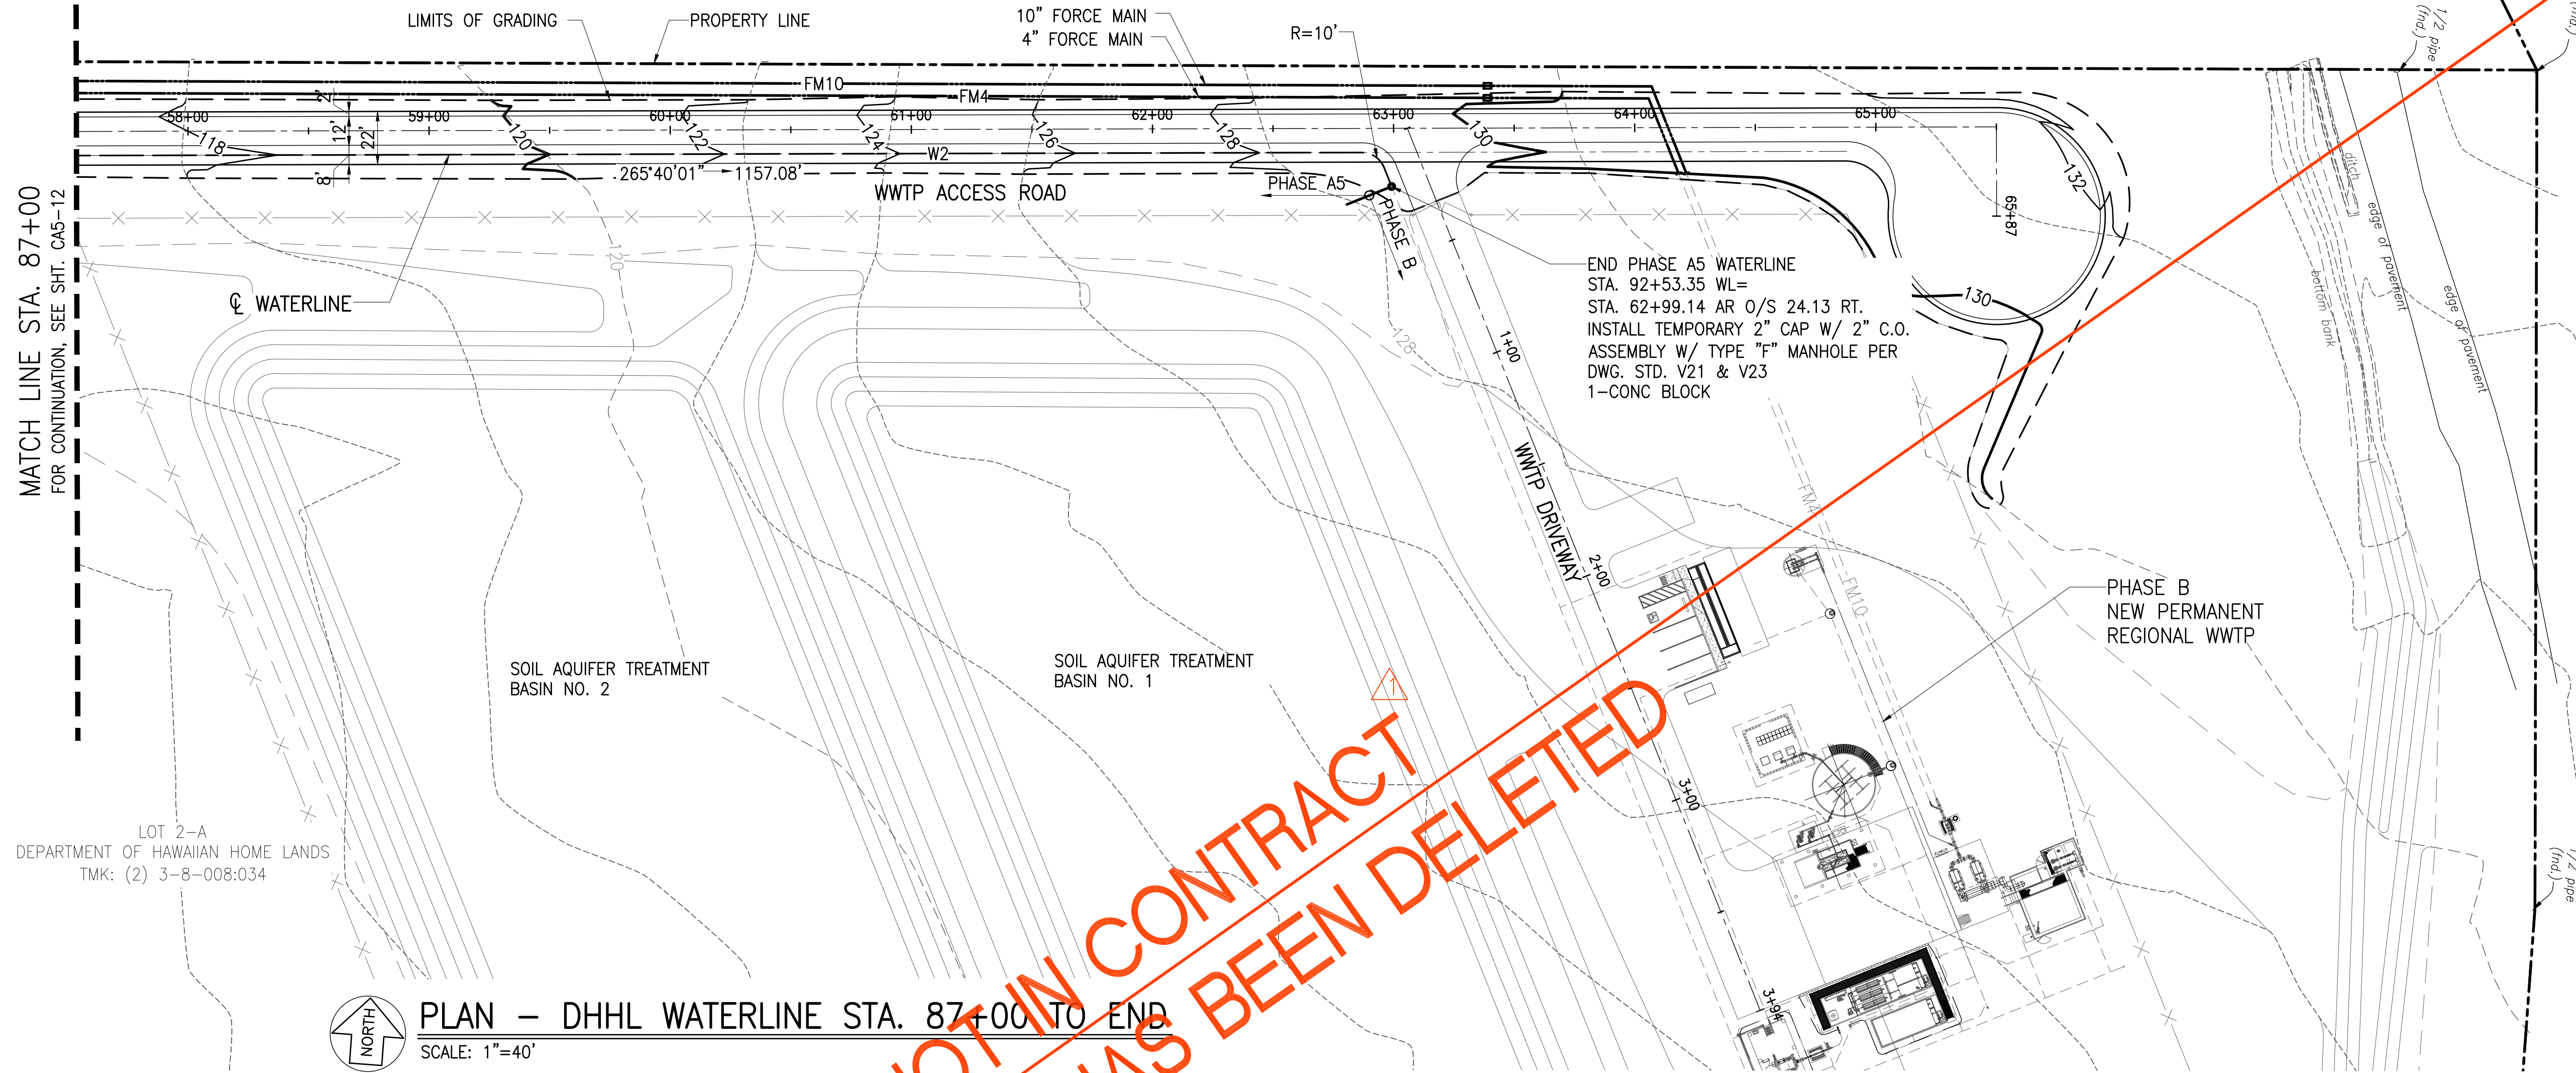 LIMITS OF GRADING
PROPERTY LINE
10" FORCE MAIN
4" FORCE MAIN
R=10'
1/2 pipe
(fnd.)
(fnd.)
FM10
FM4
2'
12'
22'
8'
58+00
59+00
60+00
61+00
62+00
63+00
64+00
65+00
118
120
122
124
126
128
130
132
W2
265°40'01"
1157.08'
WWTP ACCESS ROAD
PHASE A5
PHASE B
65+87
ditch
edge of pavement
edge of pavement
bottom bank
MATCH LINE STA. 87+00
FOR CONTINUATION, SEE SHT. CA5-12
120
℄ WATERLINE
128
130
END PHASE A5 WATERLINE
STA. 92+53.35 WL=
STA. 62+99.14 AR O/S 24.13 RT.
INSTALL TEMPORARY 2" CAP W/ 2" C.O.
ASSEMBLY W/ TYPE "F" MANHOLE PER
DWG. STD. V21 & V23
1-CONC BLOCK
1+00
WWTP DRIVEWAY
2+00
3+00
3+94
FM4
FM10
PHASE B
NEW PERMANENT
REGIONAL WWTP
SOIL AQUIFER TREATMENT
BASIN NO. 2
SOIL AQUIFER TREATMENT
BASIN NO. 1
1
NOT IN CONTRACT
HAS BEEN DELETED
LOT 2-A
DEPARTMENT OF HAWAIIAN HOME LANDS
TMK: (2) 3-8-008:034
1/2 pipe
(fnd.)
NORTH
PLAN - DHHL WATERLINE STA. 87+00 TO END
SCALE: 1"=40'